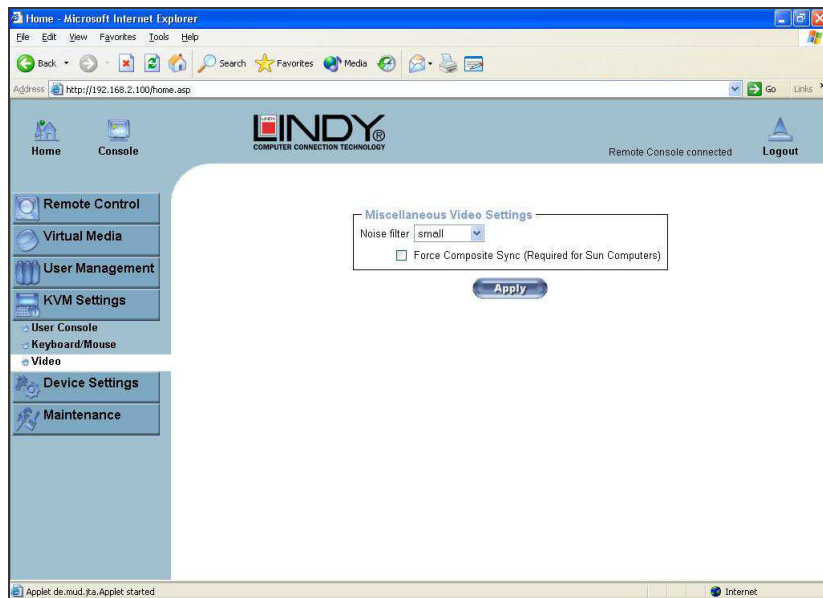 Home - Microsoft Internet Explorer
File Edit View Favorites Tools Help
Back Search Favorites Media
Address http://192.168.2.100/home.asp Go Links
Home Console
LINDY®
COMPUTER CONNECTION TECHNOLOGY
Remote Console connected Logout
Remote Control
Virtual Media
User Management
KVM Settings
User Console
Keyboard/Mouse
Video
Device Settings
Maintenance
Miscellaneous Video Settings
Noise filter small
Force Composite Sync (Required for Sun Computers)
Apply
Applet de.mud.jta.Applet started Internet